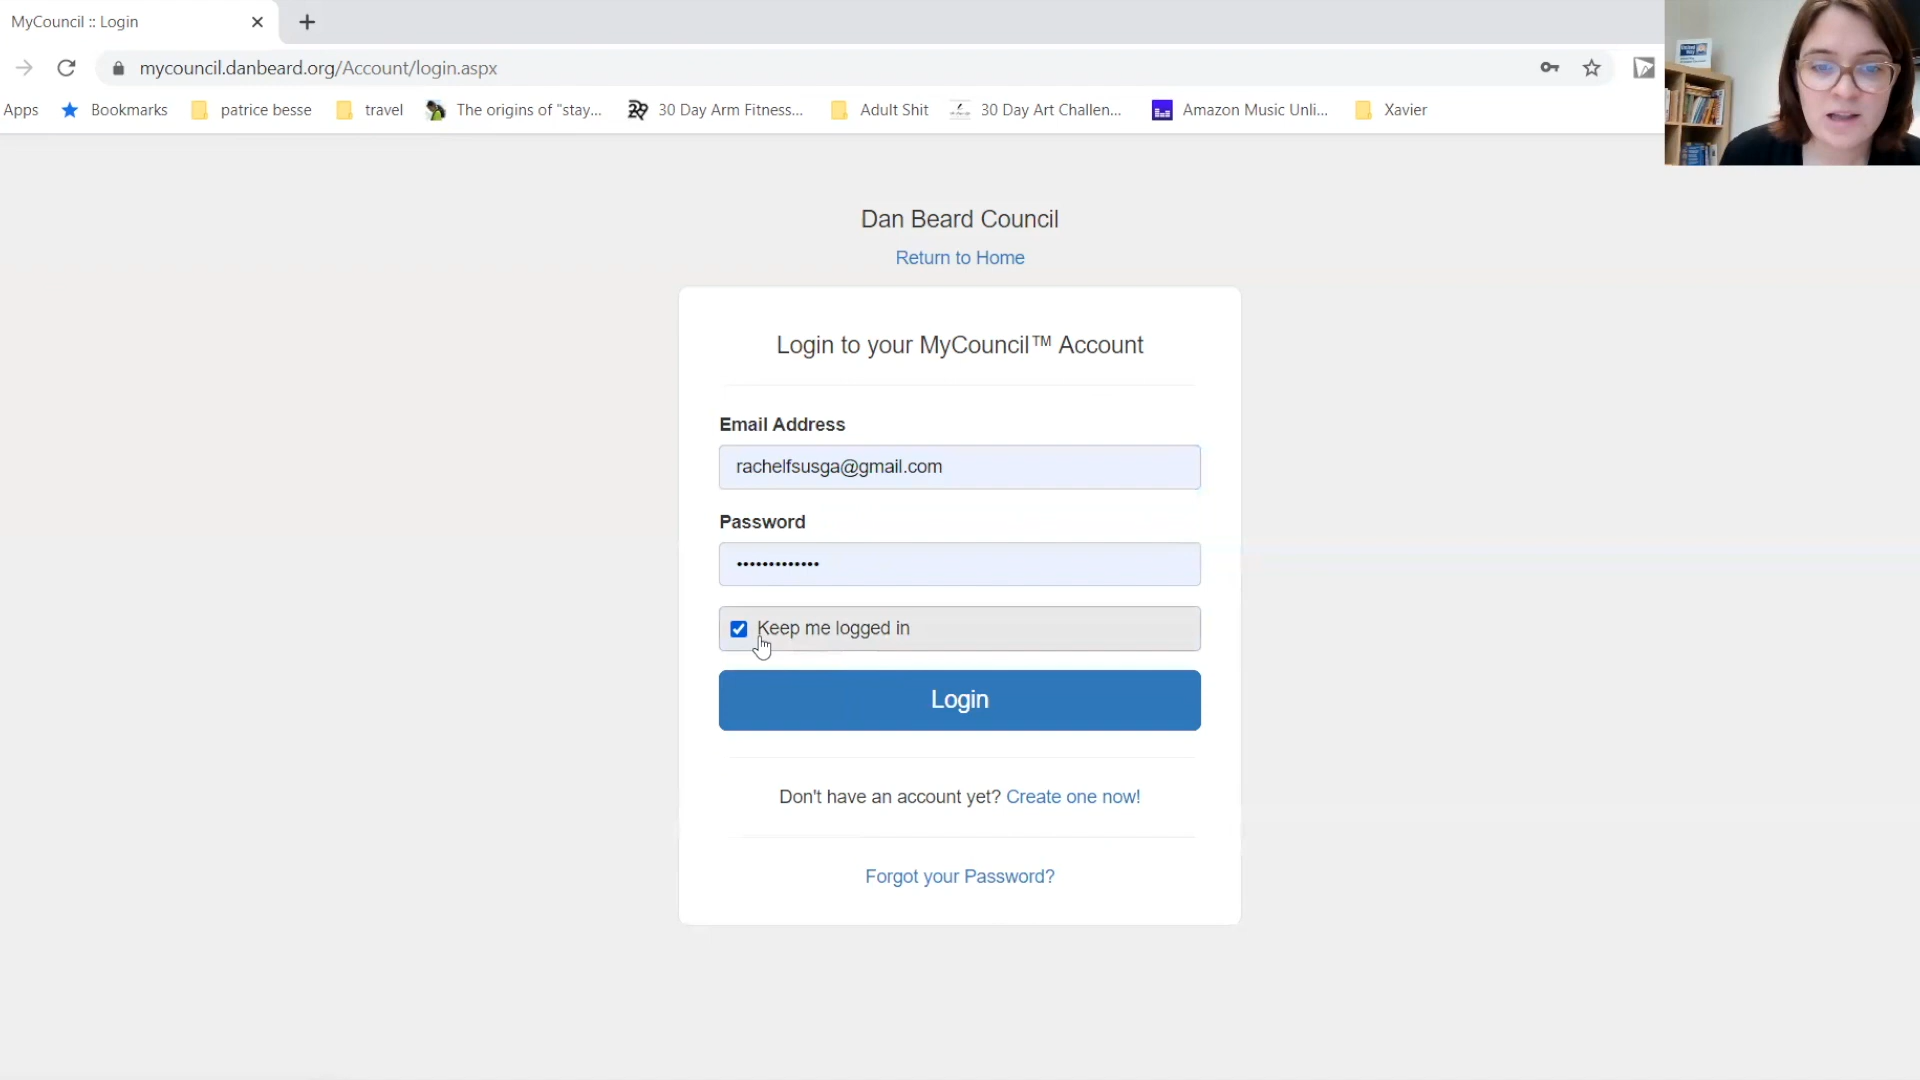 MyCouncil :: Login
mycouncil.danbeard.org/Account/login.aspx
Apps Bookmarks patrice besse travel The origins of "stay... 30 Day Arm Fitness... Adult Shit 30 Day Art Challen... Amazon Music Unli... Xavier
Dan Beard Council
Return to Home
Login to your MyCouncil™ Account
Email Address
rachelfsusga@gmail.com
Password
•••••••••••••
Keep me logged in
Login
Don't have an account yet? Create one now!
Forgot your Password?